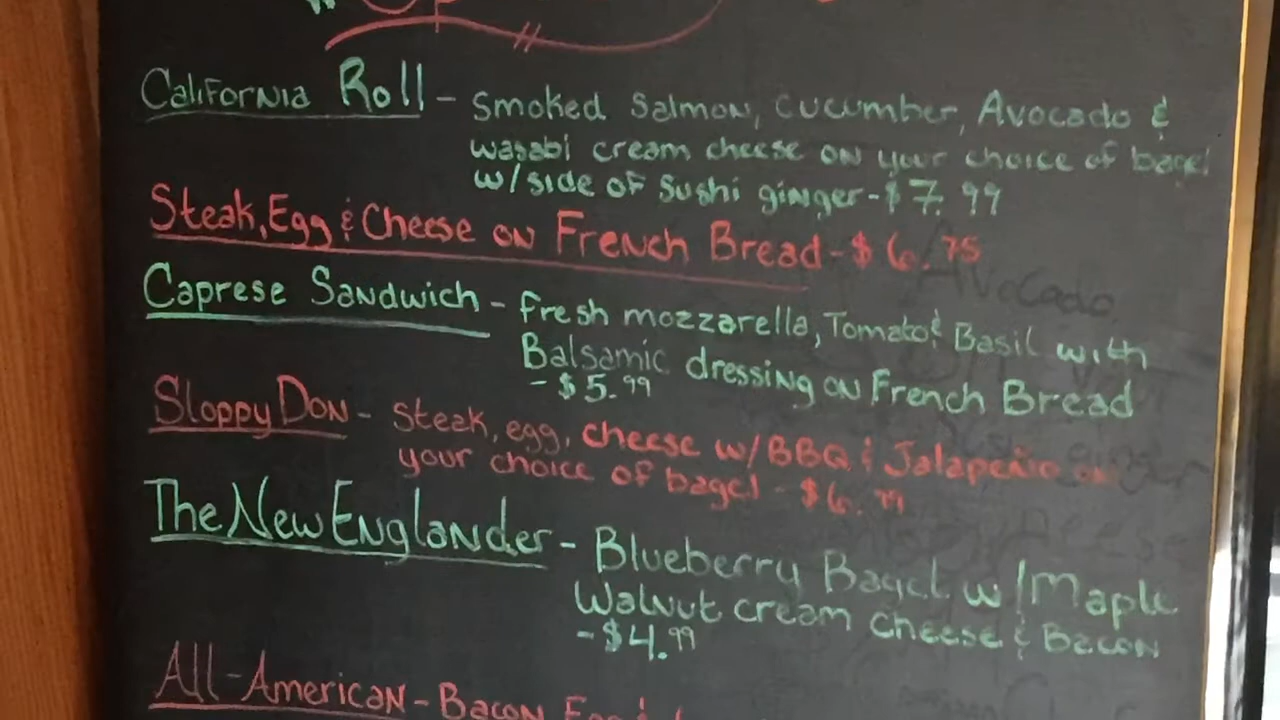 California Roll - Smoked Salmon, Cucumber, Avocado &
wasabi cream cheese on your choice of bagel
w/side of Sushi ginger - $7.99
Steak, Egg & Cheese on French Bread - $6.75
Caprese Sandwich - Fresh mozzarella, Tomato & Basil with
Balsamic dressing on French Bread
- $5.99
Sloppy Don - Steak, egg, cheese w/BBQ & Jalapeño on
your choice of bagel - $6.99
The New Englander - Blueberry Bagel w/Maple
Walnut cream cheese & Bacon
- $4.99
All-American - Bacon